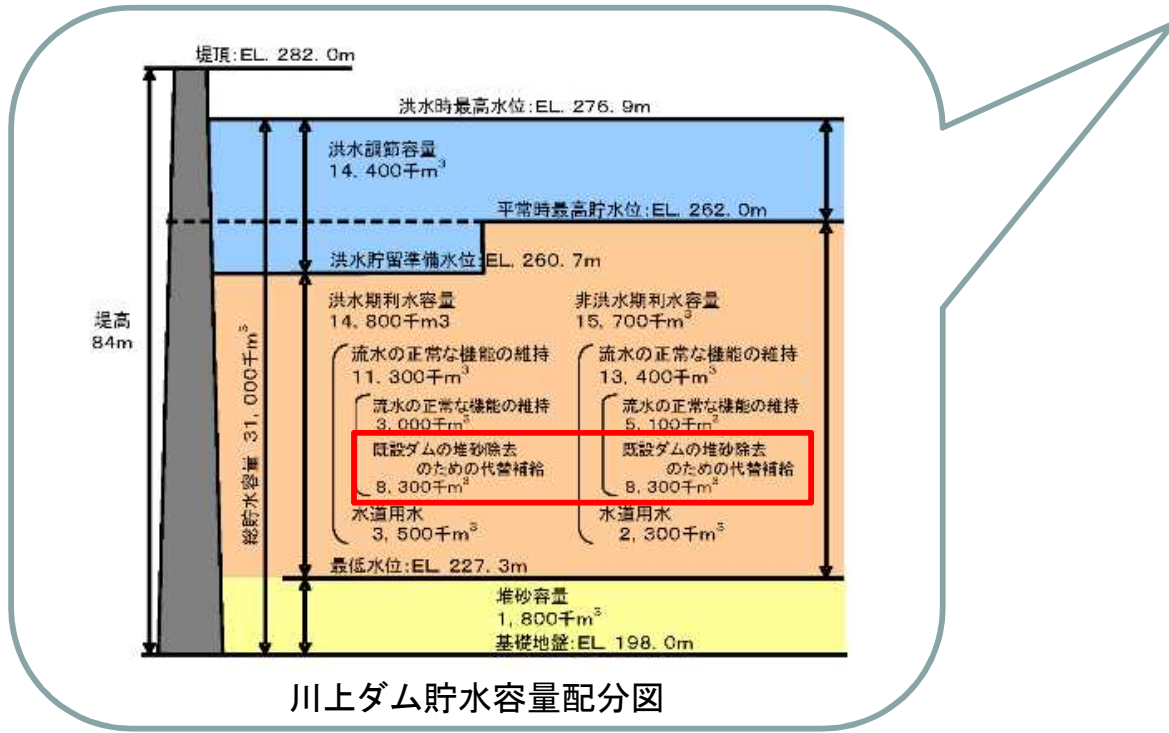 堤頂:EL. 282. 0m
洪水時最高水位:EL. 276. 9m
洪水調節容量
14, 400千m³
平常時最高貯水位:EL. 262. 0m
洪水貯留準備水位:EL. 260. 7m
堤高
84m
総貯水容量 31, 000千m³
洪水期利水容量
14, 800千m3
流水の正常な機能の維持
11, 300千m³
流水の正常な機能の維持
3, 000千m³
既設ダムの堆砂除去
のための代替補給
8, 300千m³
水道用水
3, 500千m³
非洪水期利水容量
15, 700千m³
流水の正常な機能の維持
13, 400千m³
流水の正常な機能の維持
5, 100千m³
既設ダムの堆砂除去
のための代替補給
8, 300千m³
水道用水
2, 300千m³
最低水位:EL. 227. 3m
堆砂容量
1, 800千m³
基礎地盤:EL. 198. 0m
川上ダム貯水容量配分図